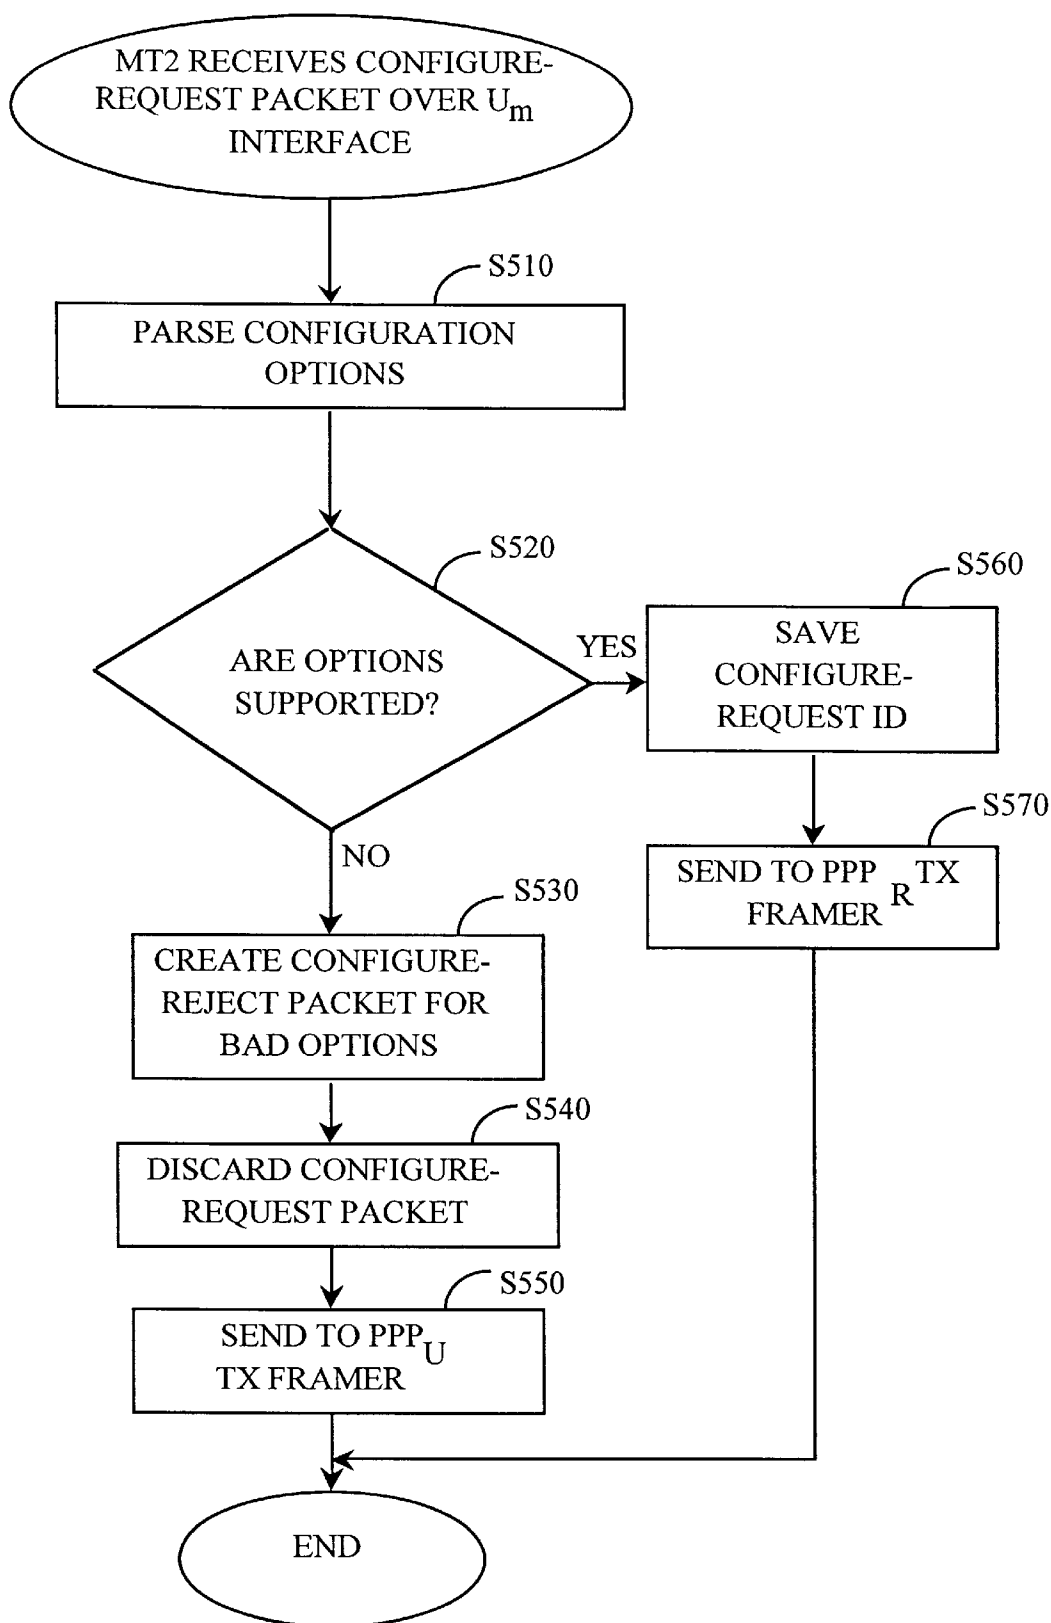 MT2 RECEIVES CONFIGURE-
REQUEST PACKET OVER Um
INTERFACE
S510
PARSE CONFIGURATION
OPTIONS
S520
ARE OPTIONS
SUPPORTED?
YES
S560
SAVE
CONFIGURE-
REQUEST ID
S570
SEND TO PPP R TX
FRAMER
NO
S530
CREATE CONFIGURE-
REJECT PACKET FOR
BAD OPTIONS
S540
DISCARD CONFIGURE-
REQUEST PACKET
S550
SEND TO PPPU
TX FRAMER
END